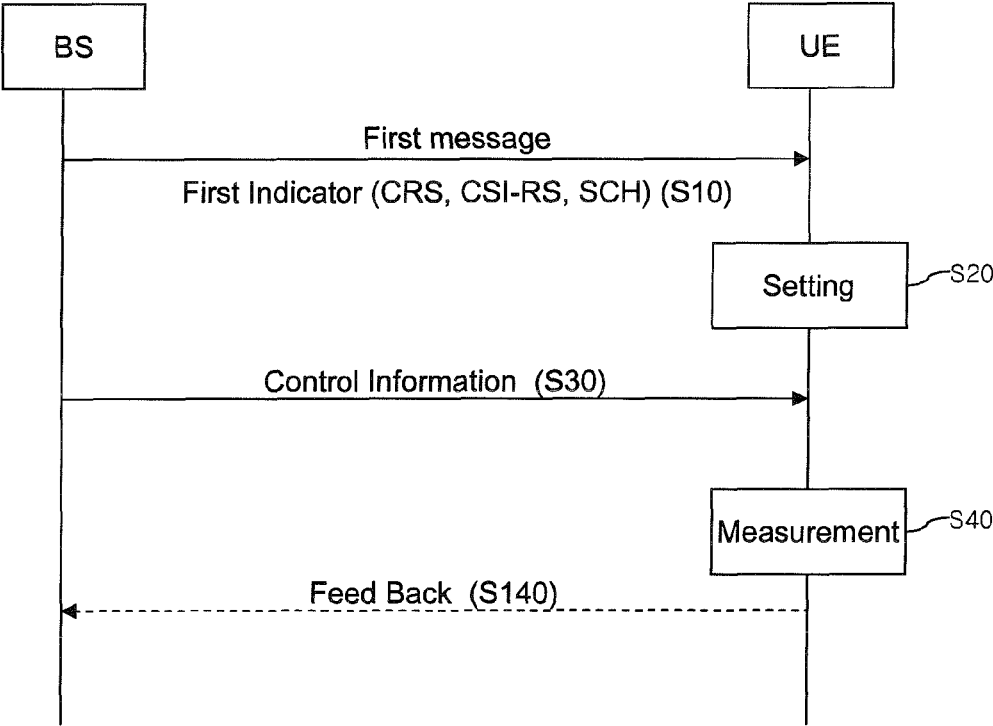 BS
UE
First message
First Indicator (CRS, CSI-RS, SCH) (S10)
Setting
S20
Control Information (S30)
Measurement
S40
Feed Back (S140)